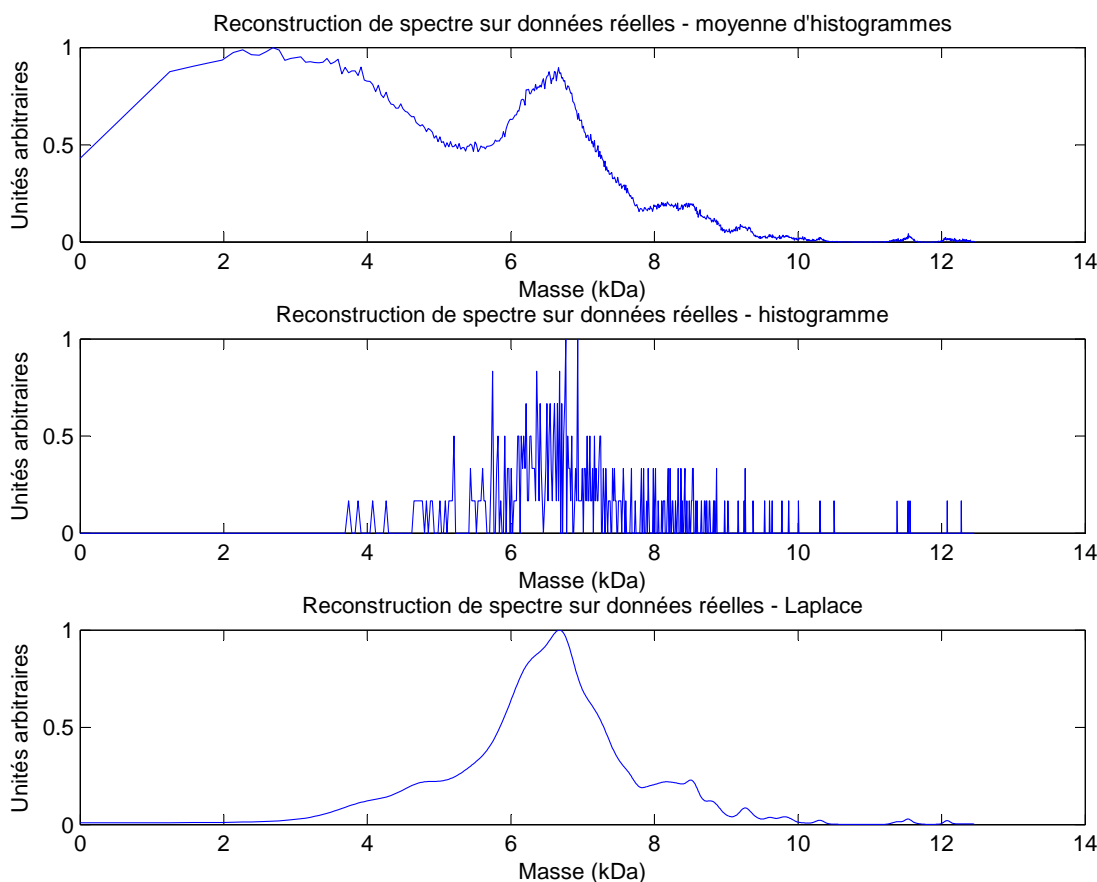 Reconstruction de spectre sur données réelles - moyenne d'histogrammes
1
0.5
0
Unités arbitraires
0 2 4 6 8 10 12 14
Masse (kDa)
Reconstruction de spectre sur données réelles - histogramme
1
0.5
0
Unités arbitraires
0 2 4 6 8 10 12 14
Masse (kDa)
Reconstruction de spectre sur données réelles - Laplace
1
0.5
0
Unités arbitraires
0 2 4 6 8 10 12 14
Masse (kDa)